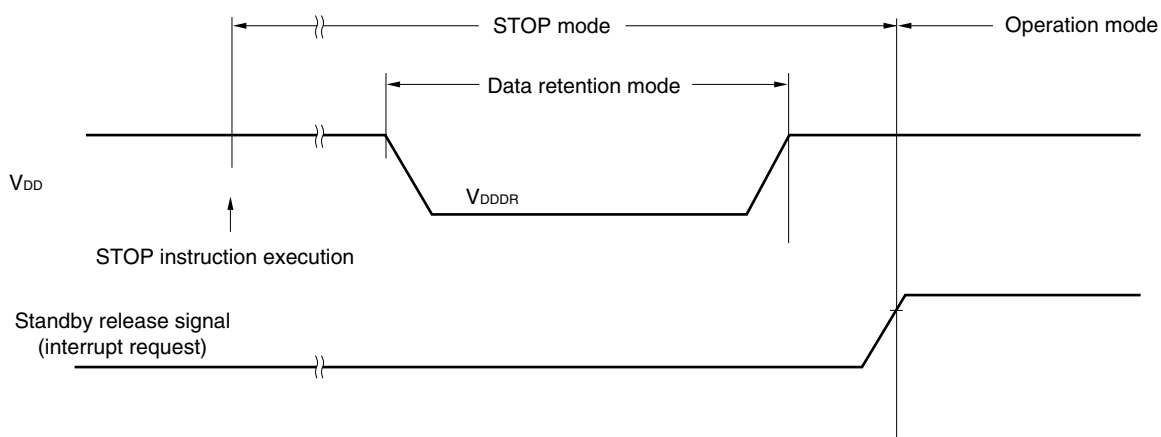 STOP mode
Operation mode
Data retention mode
VDD
VDDDR
STOP instruction execution
Standby release signal
(interrupt request)